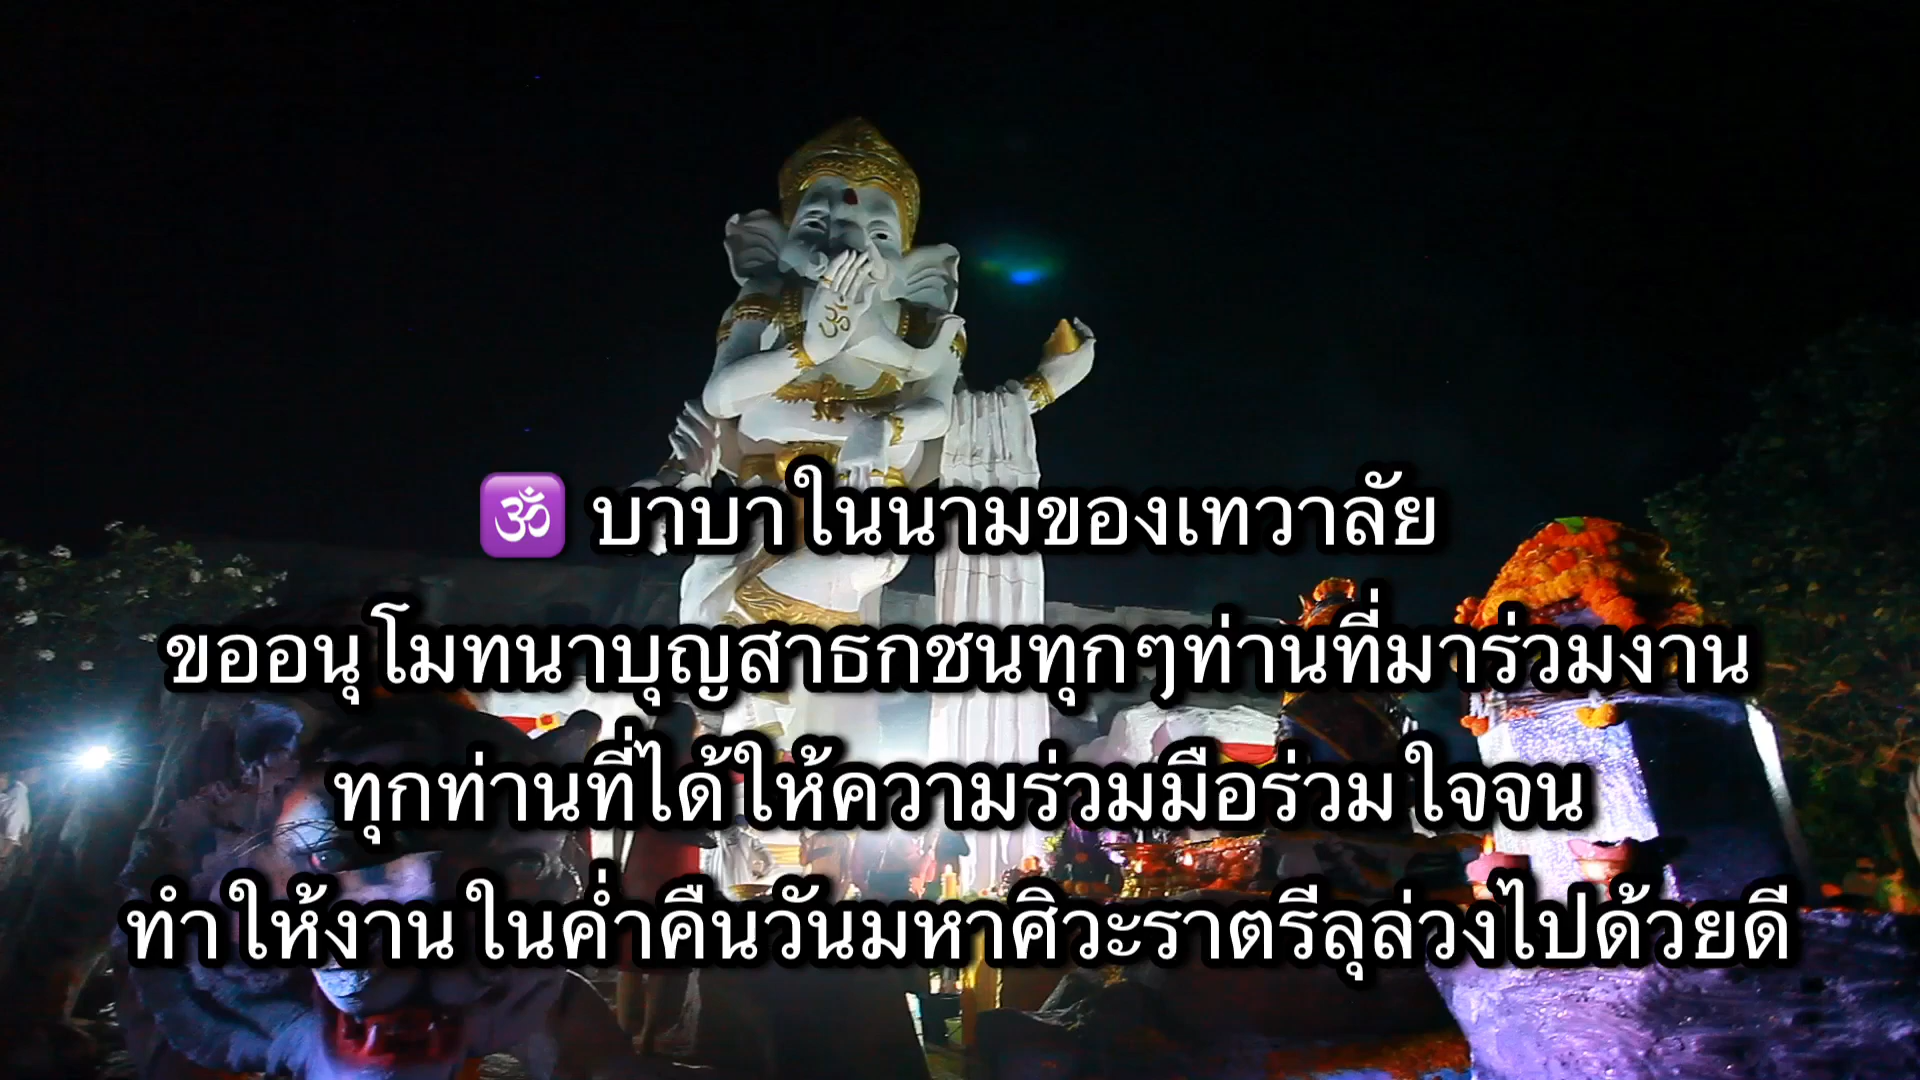 🕉 บาบาในนามของเทวาลัย
ขออนุโมทนาบุญสาธกชนทุกๆท่านที่มาร่วมงาน
ทุกท่านที่ได้ให้ความร่วมมือร่วมใจจน
ทำให้งานในค่ำคืนวันมหาศิวะราตรีลุล่วงไปด้วยดี